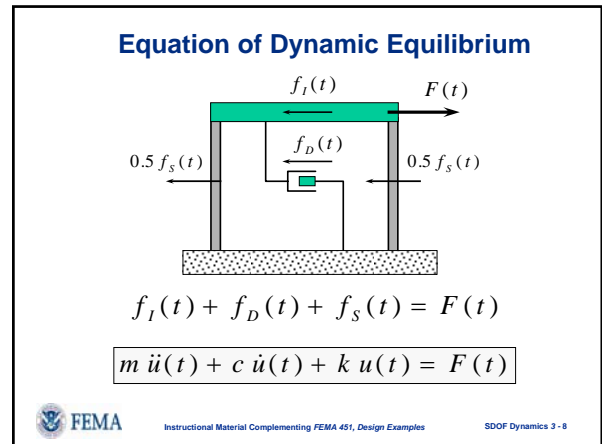 Equation of Dynamic Equilibrium
f_I(t)
F(t)
f_D(t)
0.5 f_S(t)
0.5 f_S(t)
f_I(t) + f_D(t) + f_S(t) = F(t)
m ü(t) + c u̇(t) + k u(t) = F(t)
FEMA
Instructional Material Complementing FEMA 451, Design Examples
SDOF Dynamics 3 - 8